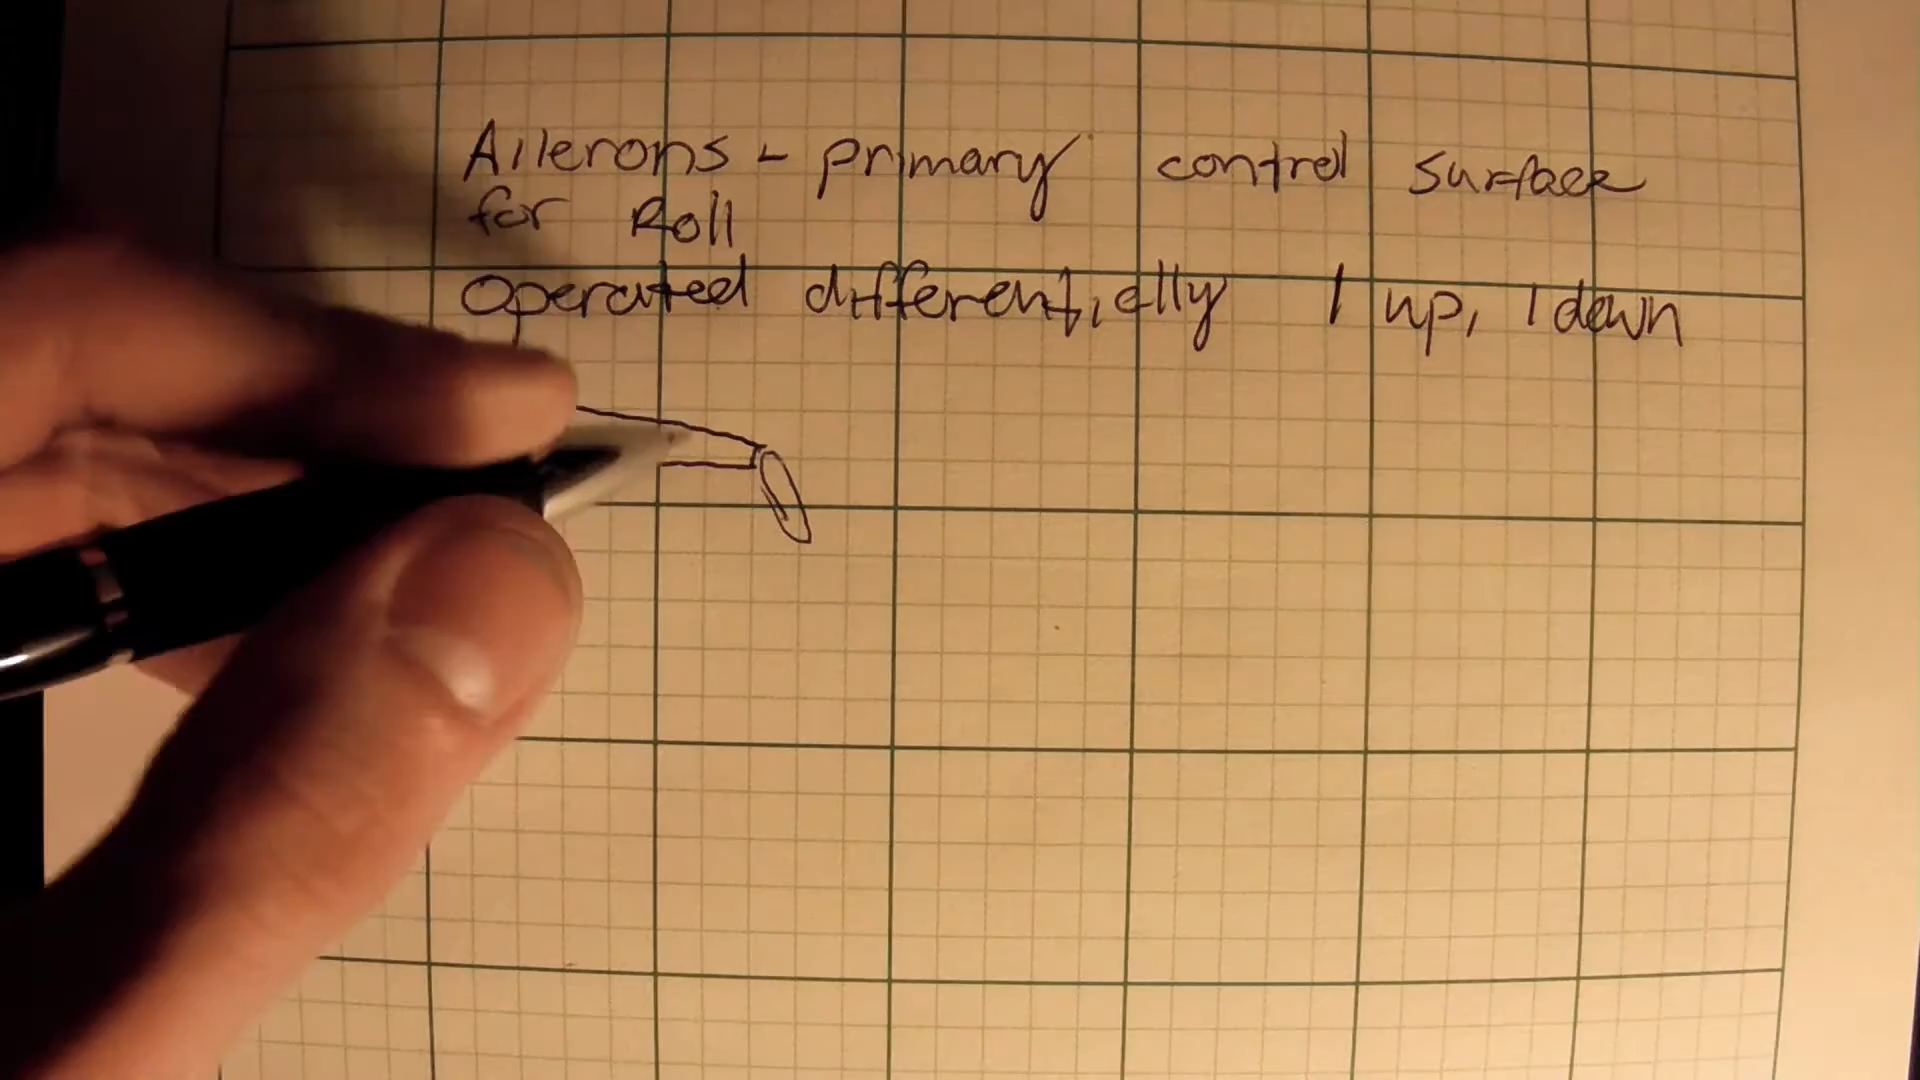 Ailerons - primary control surface
for Roll
Operated differentially 1 up, 1 down